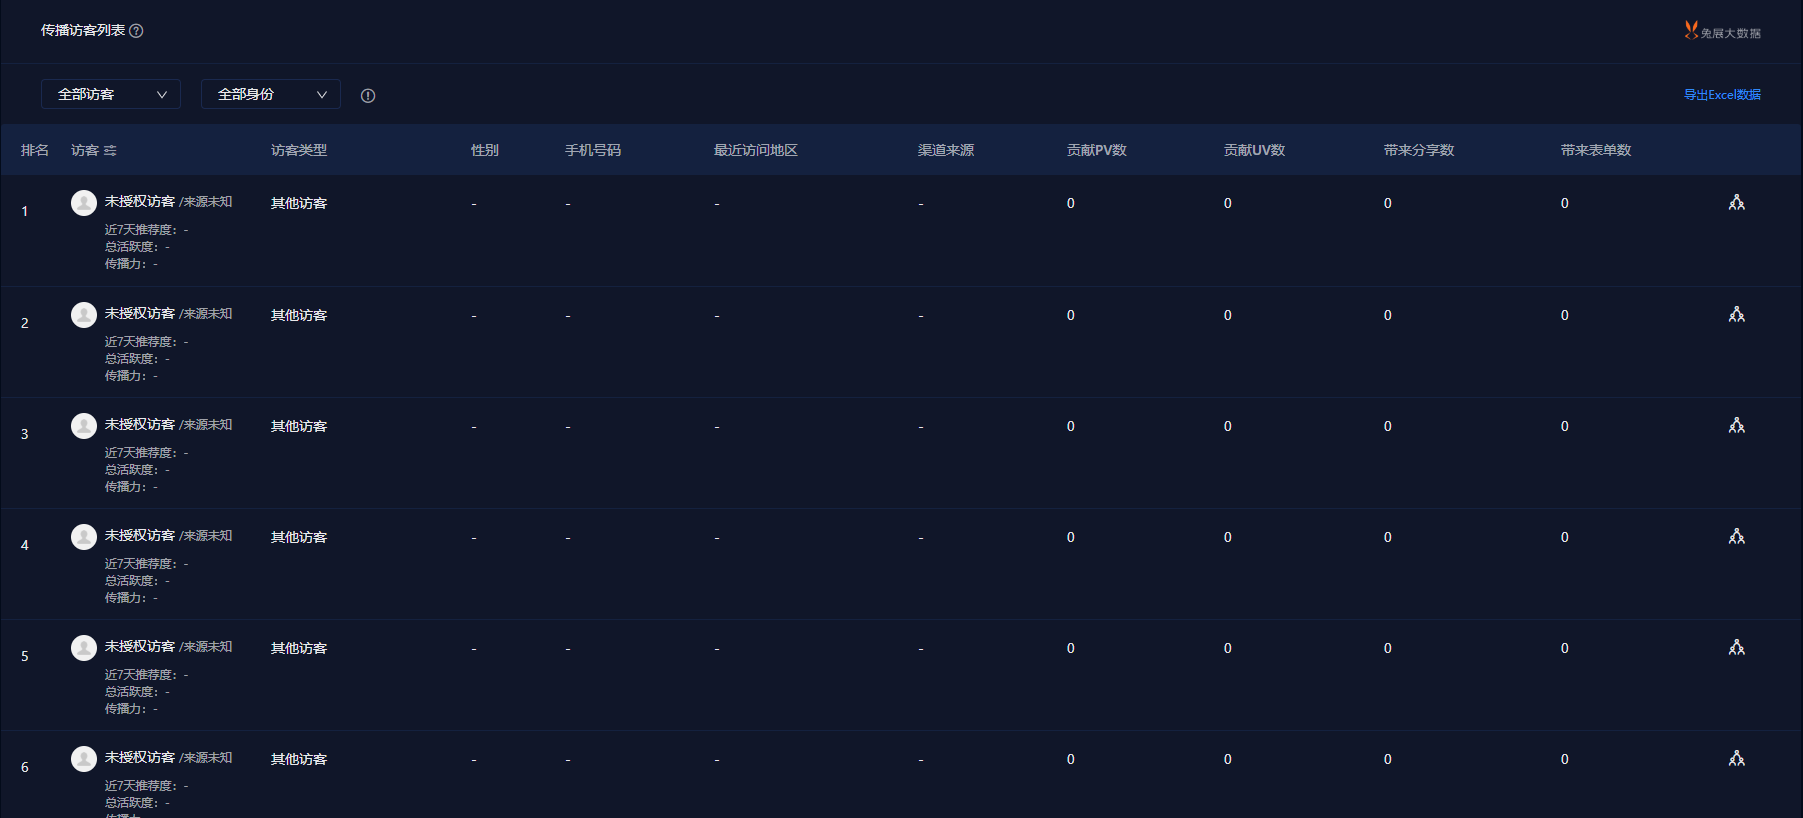 传播访客列表
兔展大数据
全部访客 全部身份 导出Excel数据
排名 访客 访客类型 性别 手机号码 最近访问地区 渠道来源 贡献PV数 贡献UV数 带来分享数 带来表单数
1 未授权访客 /来源未知 其他访客 - - - - 0 0 0 0
近7天推荐度: -
总活跃度: -
传播力: -
2 未授权访客 /来源未知 其他访客 - - - - 0 0 0 0
近7天推荐度: -
总活跃度: -
传播力: -
3 未授权访客 /来源未知 其他访客 - - - - 0 0 0 0
近7天推荐度: -
总活跃度: -
传播力: -
4 未授权访客 /来源未知 其他访客 - - - - 0 0 0 0
近7天推荐度: -
总活跃度: -
传播力: -
5 未授权访客 /来源未知 其他访客 - - - - 0 0 0 0
近7天推荐度: -
总活跃度: -
传播力: -
6 未授权访客 /来源未知 其他访客 - - - - 0 0 0 0
近7天推荐度: -
总活跃度: -